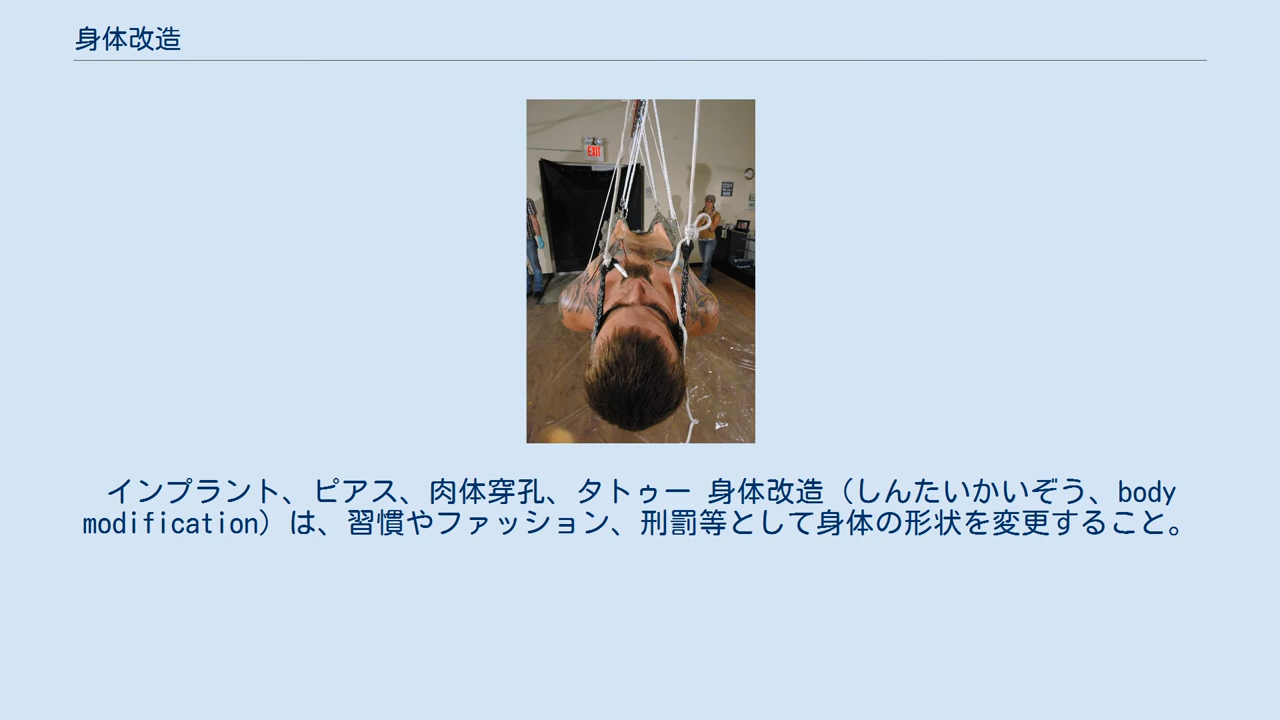 身体改造
EXIT
インプラント、ピアス、肉体穿孔、タトゥー 身体改造（しんたいかいぞう、body
modification）は、習慣やファッション、刑罰等として身体の形状を変更すること。